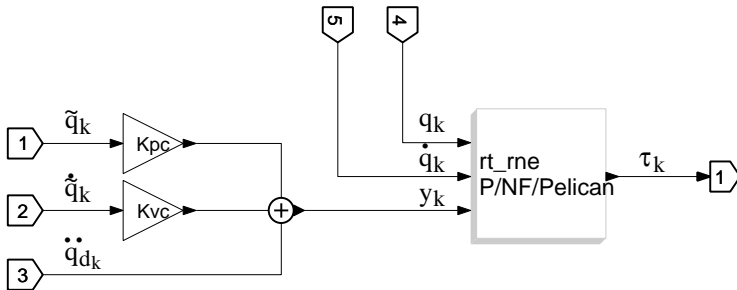 5
4
q̃k
1
Kpc
qk
q̇k
rt_rne
P/NF/Pelican
τk
1
q̃̇k
2
Kvc
+
yk
q̈dk
3